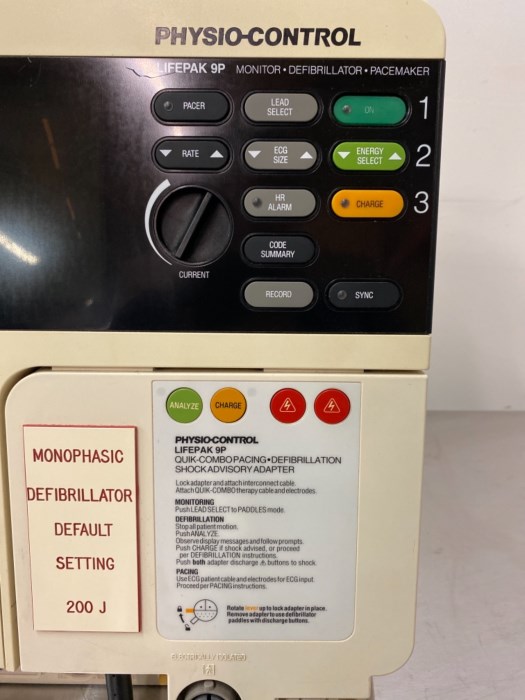 PHYSIO-CONTROL
LIFEPAK 9P MONITOR • DEFIBRILLATOR • PACEMAKER
PACER
LEAD SELECT
ON
1
RATE
ECG SIZE
ENERGY SELECT
2
HR ALARM
CHARGE
3
CURRENT
CODE SUMMARY
RECORD
SYNC
ANALYZE
CHARGE
PHYSIO-CONTROL
LIFEPAK 9P
QUIK-COMBO PACING • DEFIBRILLATION
SHOCK ADVISORY ADAPTER
Lock adapter and attach interconnect cable.
Attach QUIK-COMBO therapy cable and electrodes.
MONITORING
Push LEAD SELECT to PADDLES mode.
DEFIBRILLATION
Stop all patient motion.
Push ANALYZE.
Observe display messages and follow prompts.
Push CHARGE if shock advised, or proceed
per DEFIBRILLATION instructions.
Push both adapter discharge buttons to shock.
PACING
Use ECG patient cable and electrodes for ECG input.
Proceed per PACING instructions.
Rotate lever up to lock adapter in place.
Remove adapter to use defibrillator
paddles with discharge buttons.
MONOPHASIC
DEFIBRILLATOR
DEFAULT
SETTING
200 J
ELECTRICALLY ISOLATED